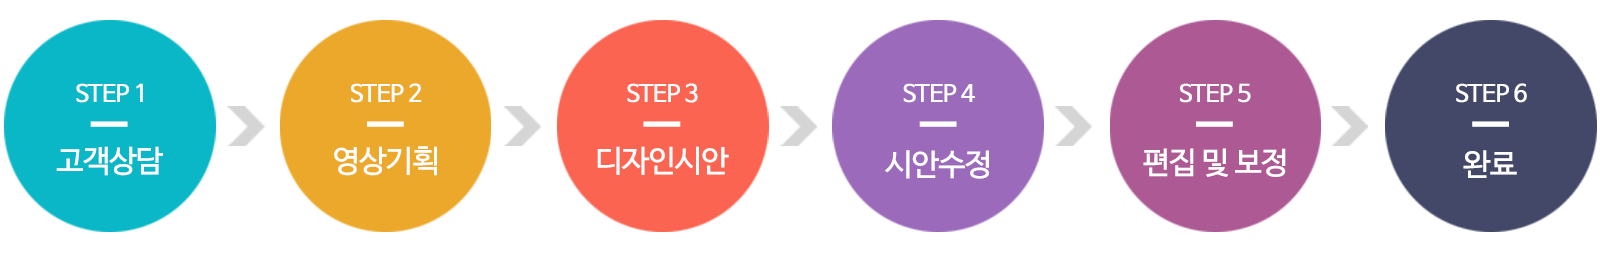 STEP 1
고객상담
STEP 2
영상기획
STEP 3
디자인시안
STEP 4
시안수정
STEP 5
편집 및 보정
STEP 6
완료